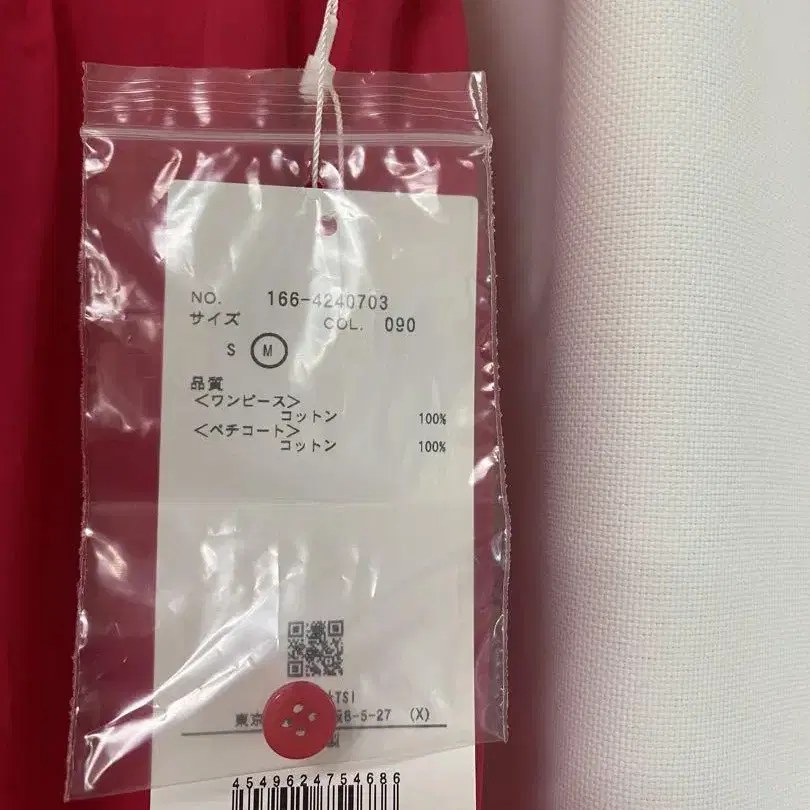 NO. 166-4240703
サイズ COL. 090
S M
品質
<ワンピース>
コットン 100%
<ペチコート>
コットン 100%
TSI
東京 8-5-27 (X)
4549624754686